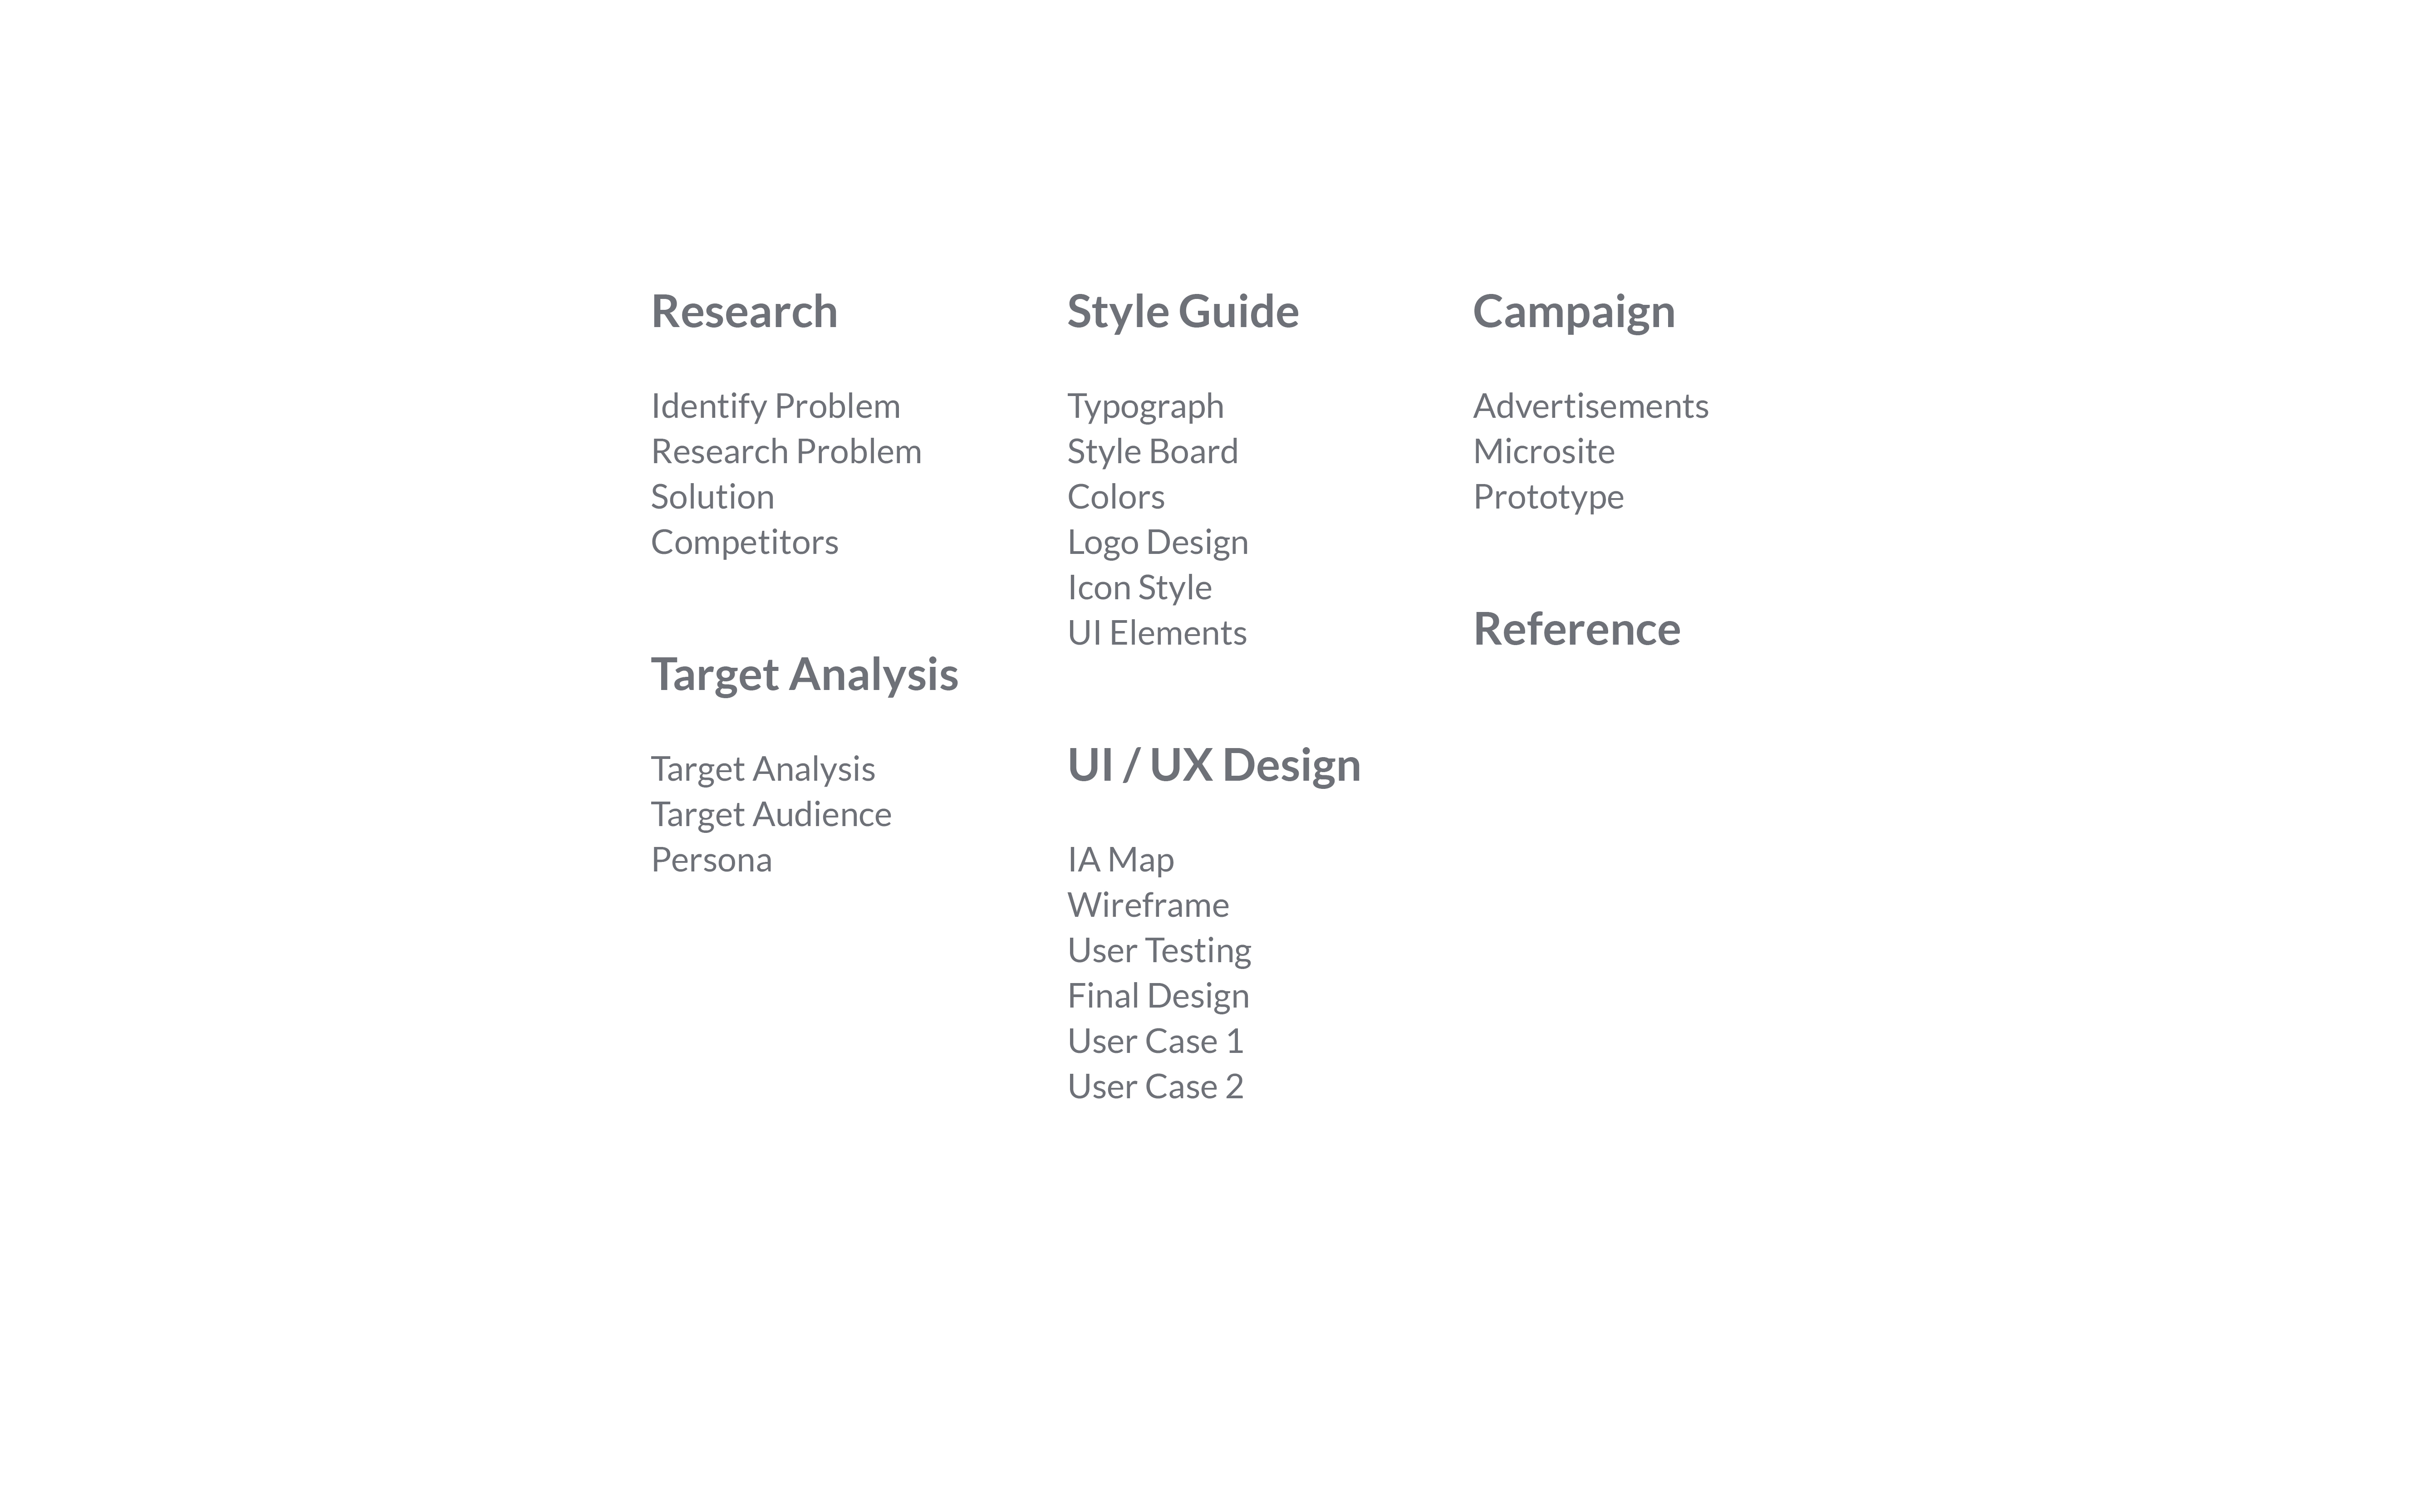 Research
Identify Problem
Research Problem
Solution
Competitors
Target Analysis
Target Analysis
Target Audience
Persona
Style Guide
Typograph
Style Board
Colors
Logo Design
Icon Style
UI Elements
UI / UX Design
IA Map
Wireframe
User Testing
Final Design
User Case 1
User Case 2
Campaign
Advertisements
Microsite
Prototype
Reference